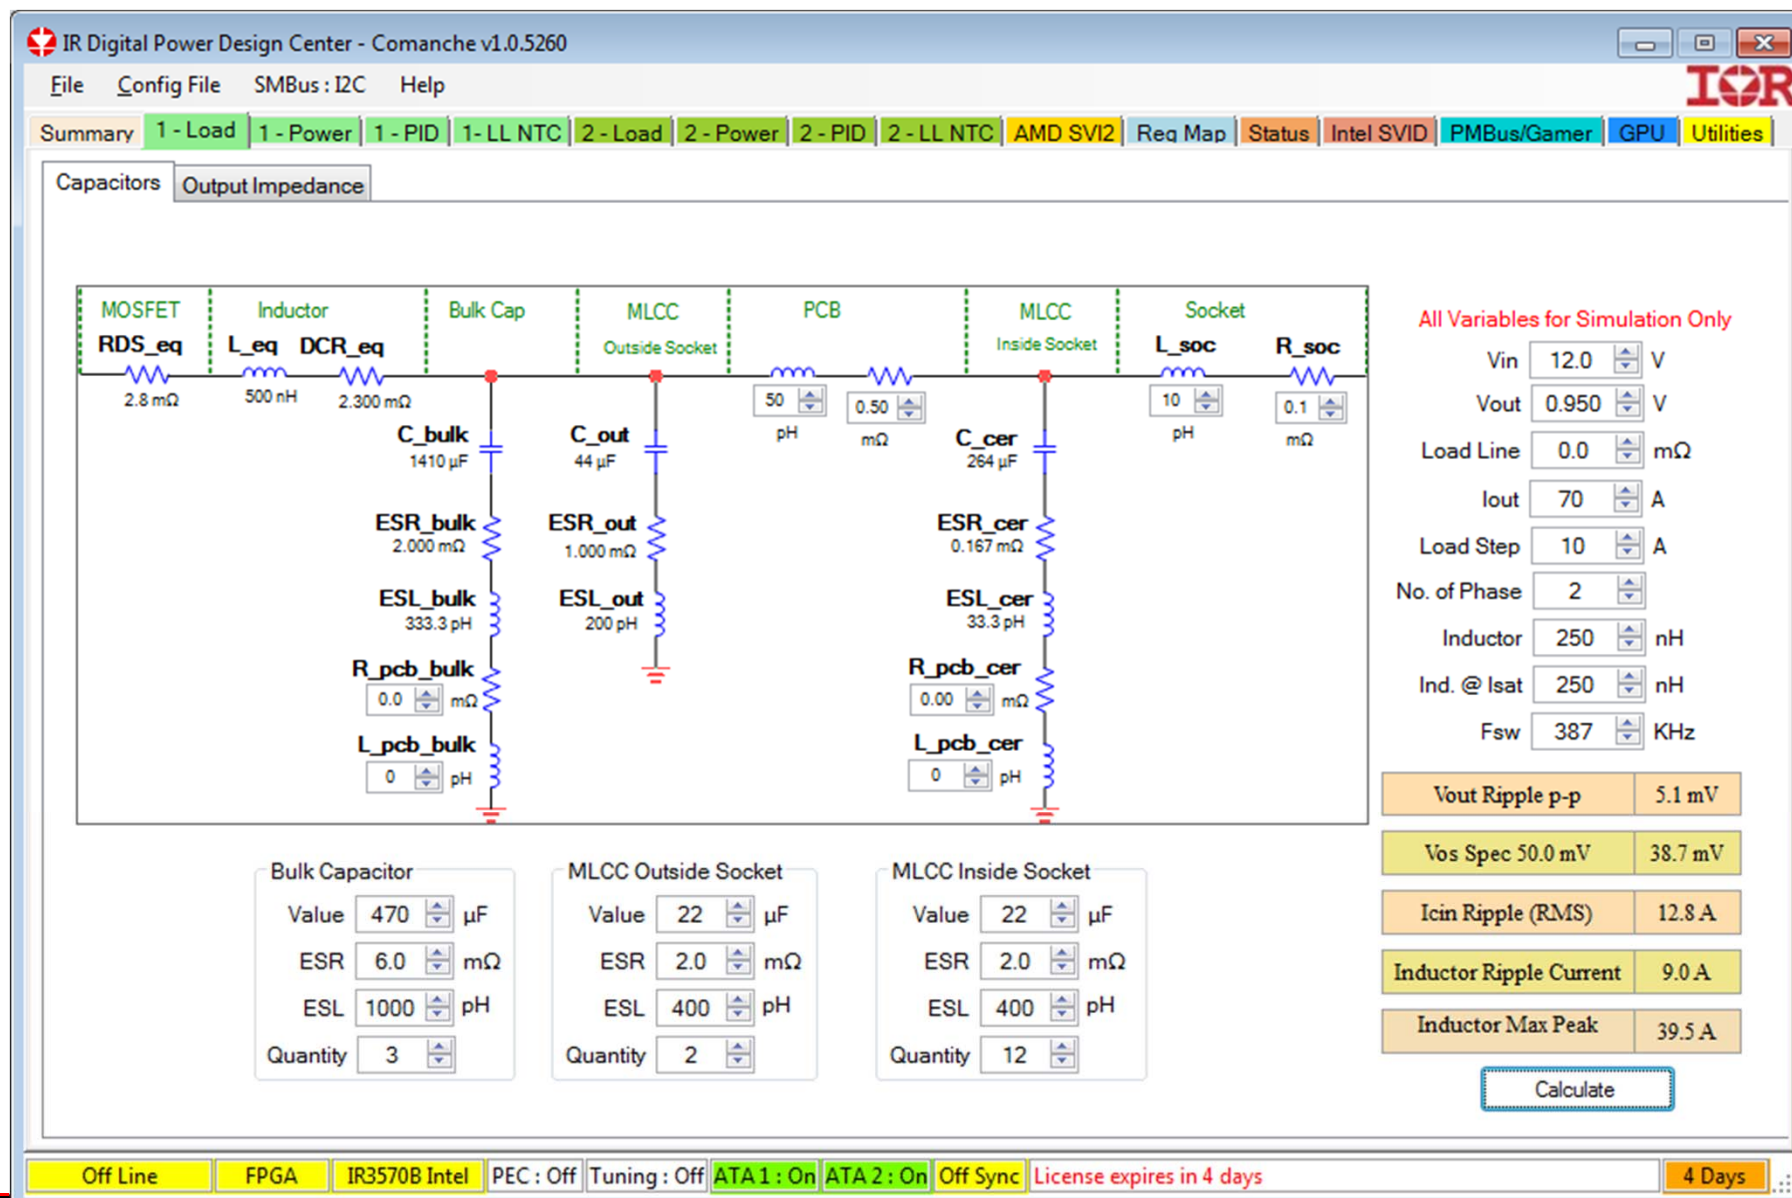 IR Digital Power Design Center - Comanche v1.0.5260
File Config File SMBus : I2C Help
IOR
Summary 1 - Load 1 - Power 1 - PID 1- LL NTC 2 - Load 2 - Power 2 - PID 2 - LL NTC AMD SVI2 Reg Map Status Intel SVID PMBus/Gamer GPU Utilities
Capacitors Output Impedance
MOSFET Inductor Bulk Cap MLCC PCB MLCC Socket
Outside Socket Inside Socket
RDS_eq L_eq DCR_eq L_soc R_soc
2.8 mΩ 500 nH 2.300 mΩ 50 0.50 10 0.1
pH mΩ pH mΩ
C_bulk C_out C_cer
1410 µF 44 µF 264 µF
ESR_bulk ESR_out ESR_cer
2.000 mΩ 1.000 mΩ 0.167 mΩ
ESL_bulk ESL_out ESL_cer
333.3 pH 200 pH 33.3 pH
R_pcb_bulk R_pcb_cer
0.0 mΩ 0.00 mΩ
L_pcb_bulk L_pcb_cer
0 pH 0 pH
All Variables for Simulation Only
Vin 12.0 V
Vout 0.950 V
Load Line 0.0 mΩ
Iout 70 A
Load Step 10 A
No. of Phase 2
Inductor 250 nH
Ind. @ Isat 250 nH
Fsw 387 KHz
Vout Ripple p-p 5.1 mV
Vos Spec 50.0 mV 38.7 mV
Icin Ripple (RMS) 12.8 A
Inductor Ripple Current 9.0 A
Inductor Max Peak 39.5 A
Calculate
Bulk Capacitor
Value 470 µF
ESR 6.0 mΩ
ESL 1000 pH
Quantity 3
MLCC Outside Socket
Value 22 µF
ESR 2.0 mΩ
ESL 400 pH
Quantity 2
MLCC Inside Socket
Value 22 µF
ESR 2.0 mΩ
ESL 400 pH
Quantity 12
Off Line FPGA IR3570B Intel PEC : Off Tuning : Off ATA 1 : On ATA 2 : On Off Sync License expires in 4 days 4 Days